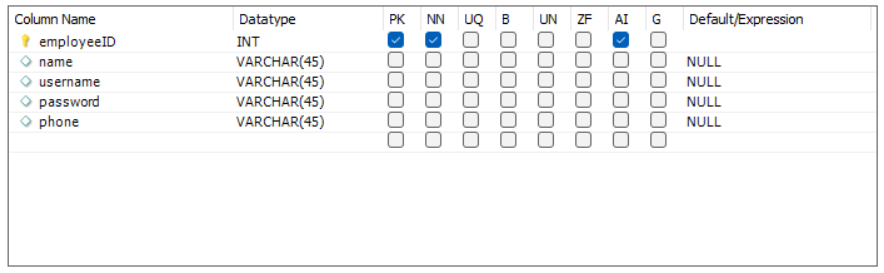 Column Name Datatype PK NN UQ B UN ZF AI G Default/Expression
employeeID INT
name VARCHAR(45) NULL
username VARCHAR(45) NULL
password VARCHAR(45) NULL
phone VARCHAR(45) NULL